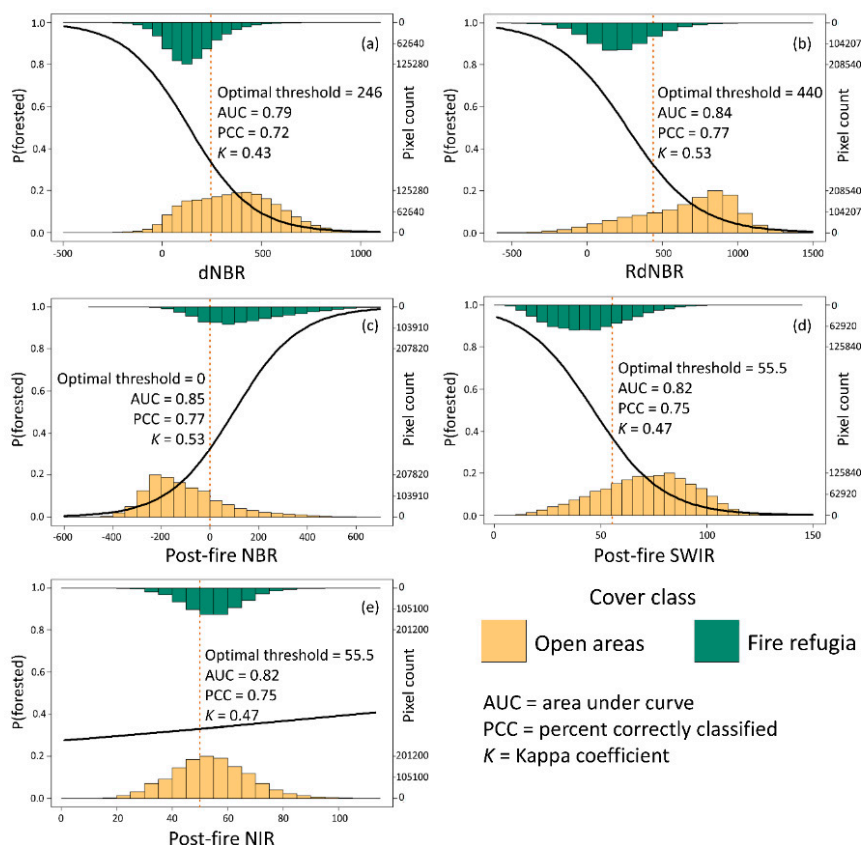 (a)
1.0
0.8
0.6
0.4
0.2
0.0
P(forested)
0
62540
125280
125280
62540
0
Pixel count
Optimal threshold = 246
AUC = 0.79
PCC = 0.72
K = 0.43
-500
0
500
1000
dNBR
(b)
1.0
0.8
0.6
0.4
0.2
0.0
P(forested)
0
104207
208540
208540
104207
0
Pixel count
Optimal threshold = 440
AUC = 0.84
PCC = 0.77
K = 0.53
-500
0
500
1000
1500
RdNBR
(c)
1.0
0.8
0.6
0.4
0.2
0.0
P(forested)
0
103910
207820
207820
103910
0
Pixel count
Optimal threshold = 0
AUC = 0.85
PCC = 0.77
K = 0.53
-600
-400
-200
0
200
400
600
Post-fire NBR
(d)
1.0
0.8
0.6
0.4
0.2
0.0
P(forested)
0
62920
125840
125840
62920
0
Pixel count
Optimal threshold = 55.5
AUC = 0.82
PCC = 0.75
K = 0.47
0
50
100
150
Post-fire SWIR
(e)
1.0
0.8
0.6
0.4
0.2
0.0
P(forested)
0
105100
201200
201200
105100
0
Pixel count
Optimal threshold = 55.5
AUC = 0.82
PCC = 0.75
K = 0.47
0
20
40
60
80
100
Post-fire NIR
Cover class
Open areas
Fire refugia
AUC = area under curve
PCC = percent correctly classified
K = Kappa coefficient